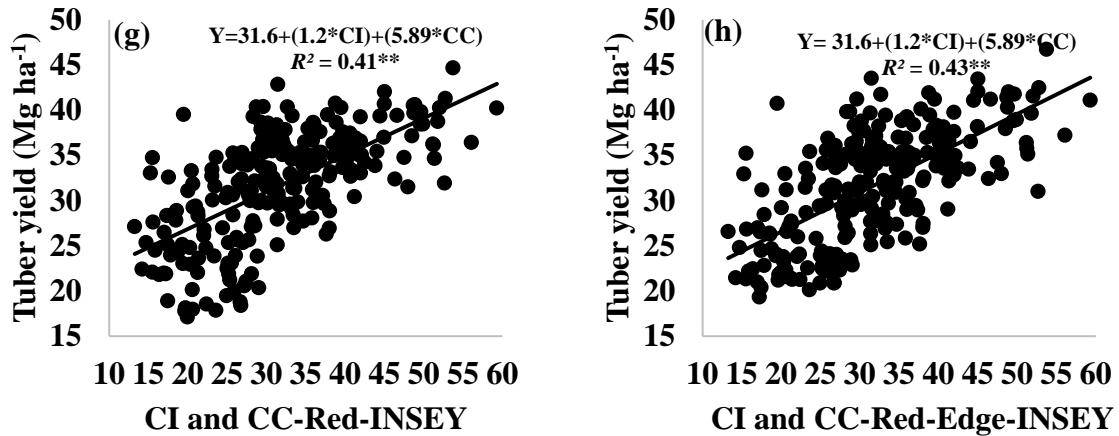 (g)
Y=31.6+(1.2*CI)+(5.89*CC)
R² = 0.41**
Tuber yield (Mg ha⁻¹)
50
45
40
35
30
25
20
15
10 15 20 25 30 35 40 45 50 55 60
CI and CC-Red-INSEY
(h)
Y= 31.6+(1.2*CI)+(5.89*CC)
R² = 0.43**
Tuber yield (Mg ha⁻¹)
50
45
40
35
30
25
20
15
10 15 20 25 30 35 40 45 50 55 60
CI and CC-Red-Edge-INSEY